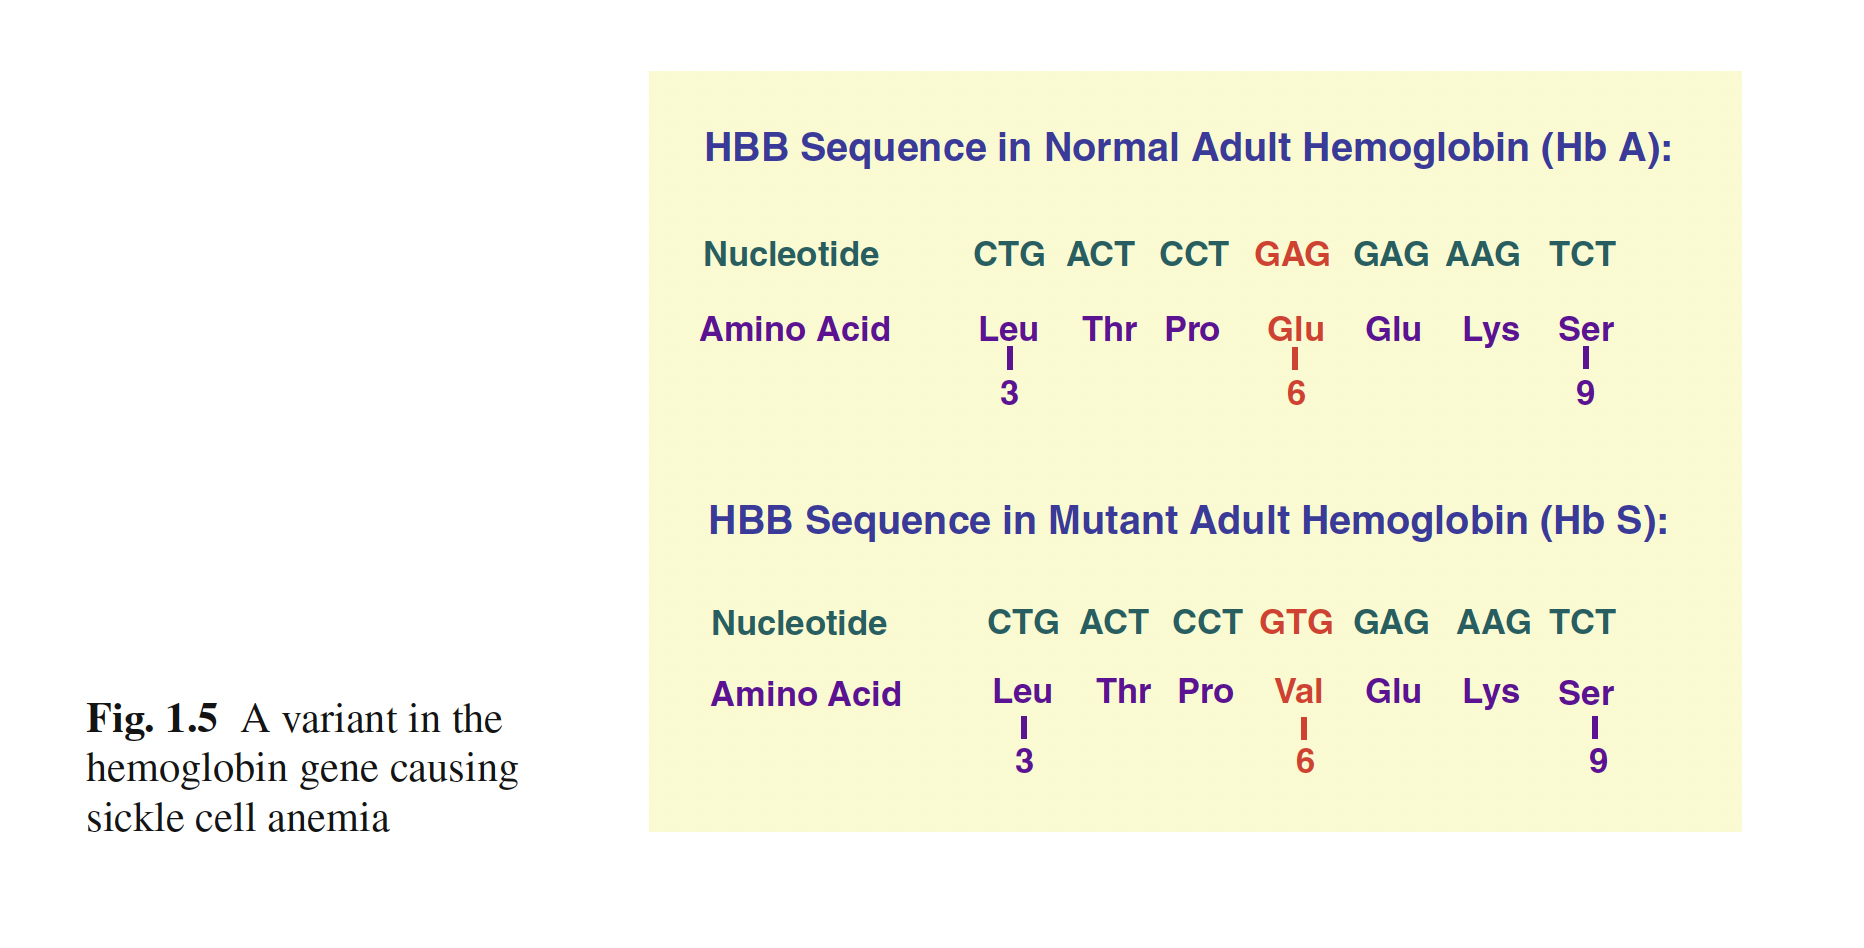 HBB Sequence in Normal Adult Hemoglobin (Hb A):
Nucleotide CTG ACT CCT GAG GAG AAG TCT
Amino Acid Leu Thr Pro Glu Glu Lys Ser
3 6 9
HBB Sequence in Mutant Adult Hemoglobin (Hb S):
Nucleotide CTG ACT CCT GTG GAG AAG TCT
Amino Acid Leu Thr Pro Val Glu Lys Ser
3 6 9
Fig. 1.5 A variant in the
hemoglobin gene causing
sickle cell anemia